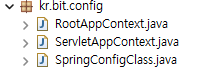 kr.bit.config
RootAppContext.java
ServletAppContext.java
SpringConfigClass.java